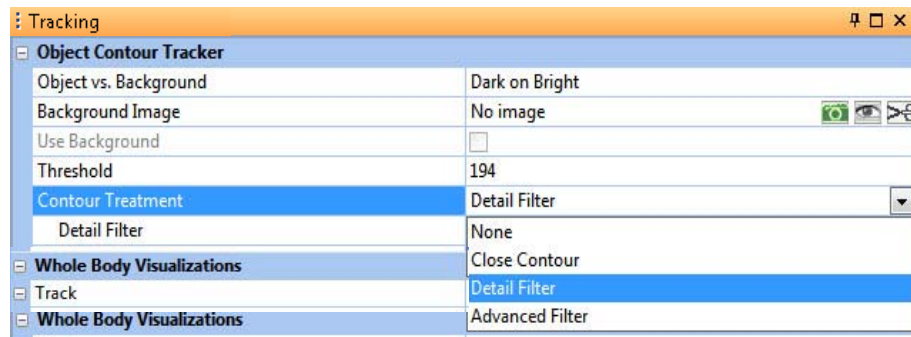 Tracking
Object Contour Tracker
Object vs. Background Dark on Bright
Background Image No image
Use Background
Threshold 194
Contour Treatment Detail Filter
Detail Filter None
Whole Body Visualizations Close Contour
Track Detail Filter
Whole Body Visualizations Advanced Filter